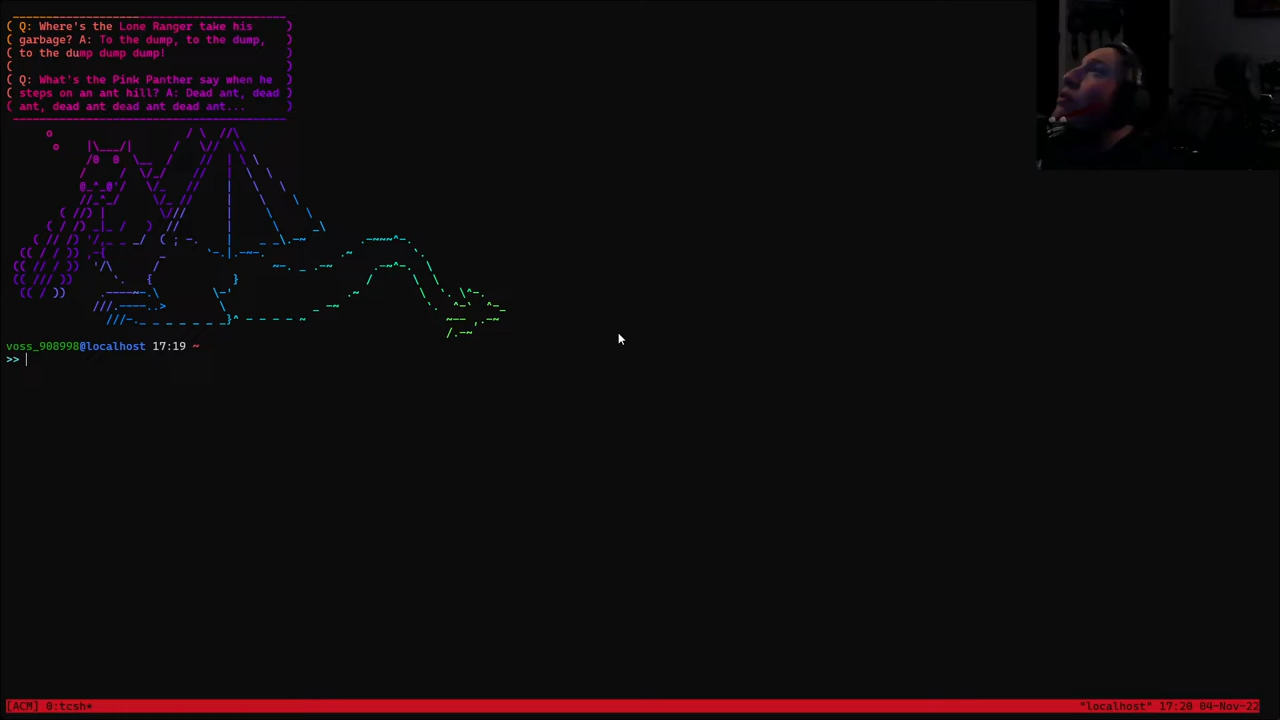 ( Q: Where's the Lone Ranger take his )
( garbage? A: To the dump, to the dump, )
( to the dump dump dump! )
( )
( Q: What's the Pink Panther say when he )
( steps on an ant hill? A: Dead ant, dead )
( ant, dead ant dead ant dead ant... )
voss_908998@localhost 17:19 ~
>>
[ACM] 0:tcsh* "localhost" 17:20 04-Nov-22